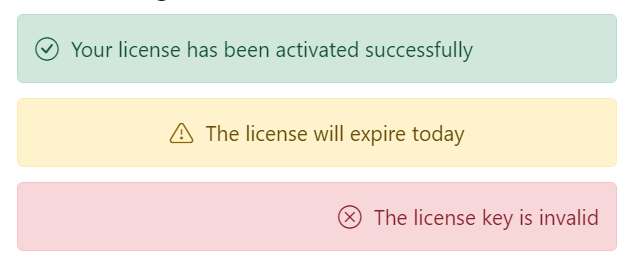 Your license has been activated successfully
The license will expire today
The license key is invalid